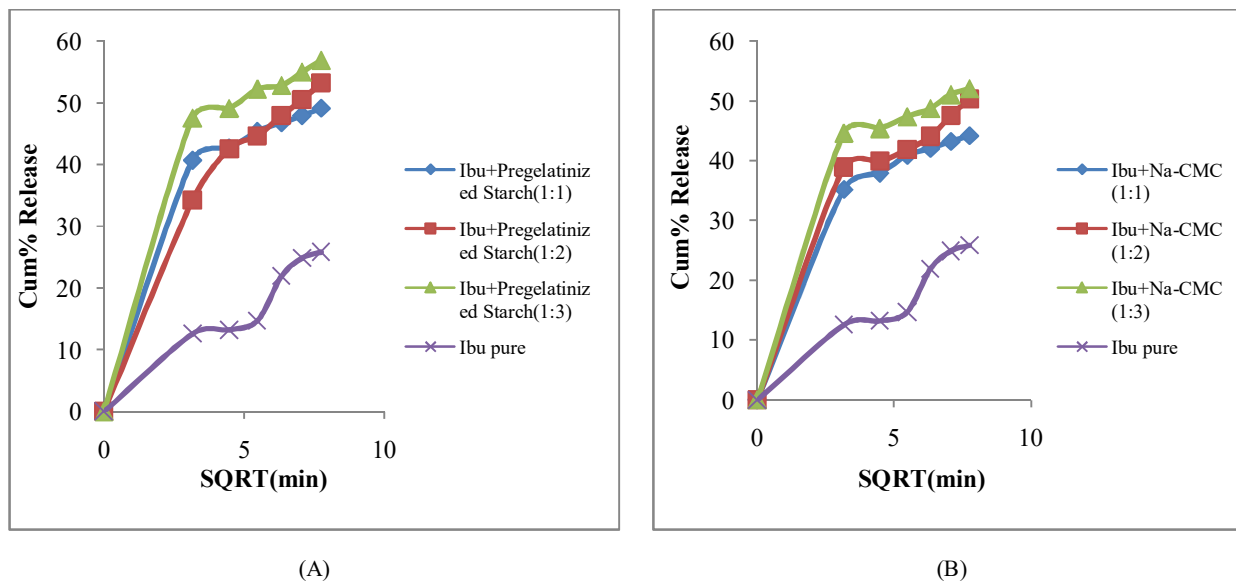 60
50
40
30
20
10
0
Cum% Release
0 5 10
SQRT(min)
Ibu+Pregelatiniz
ed Starch(1:1)
Ibu+Pregelatiniz
ed Starch(1:2)
Ibu+Pregelatiniz
ed Starch(1:3)
Ibu pure
(A)
60
50
40
30
20
10
0
Cum% Release
0 5 10
SQRT(min)
Ibu+Na-CMC
(1:1)
Ibu+Na-CMC
(1:2)
Ibu+Na-CMC
(1:3)
Ibu pure
(B)